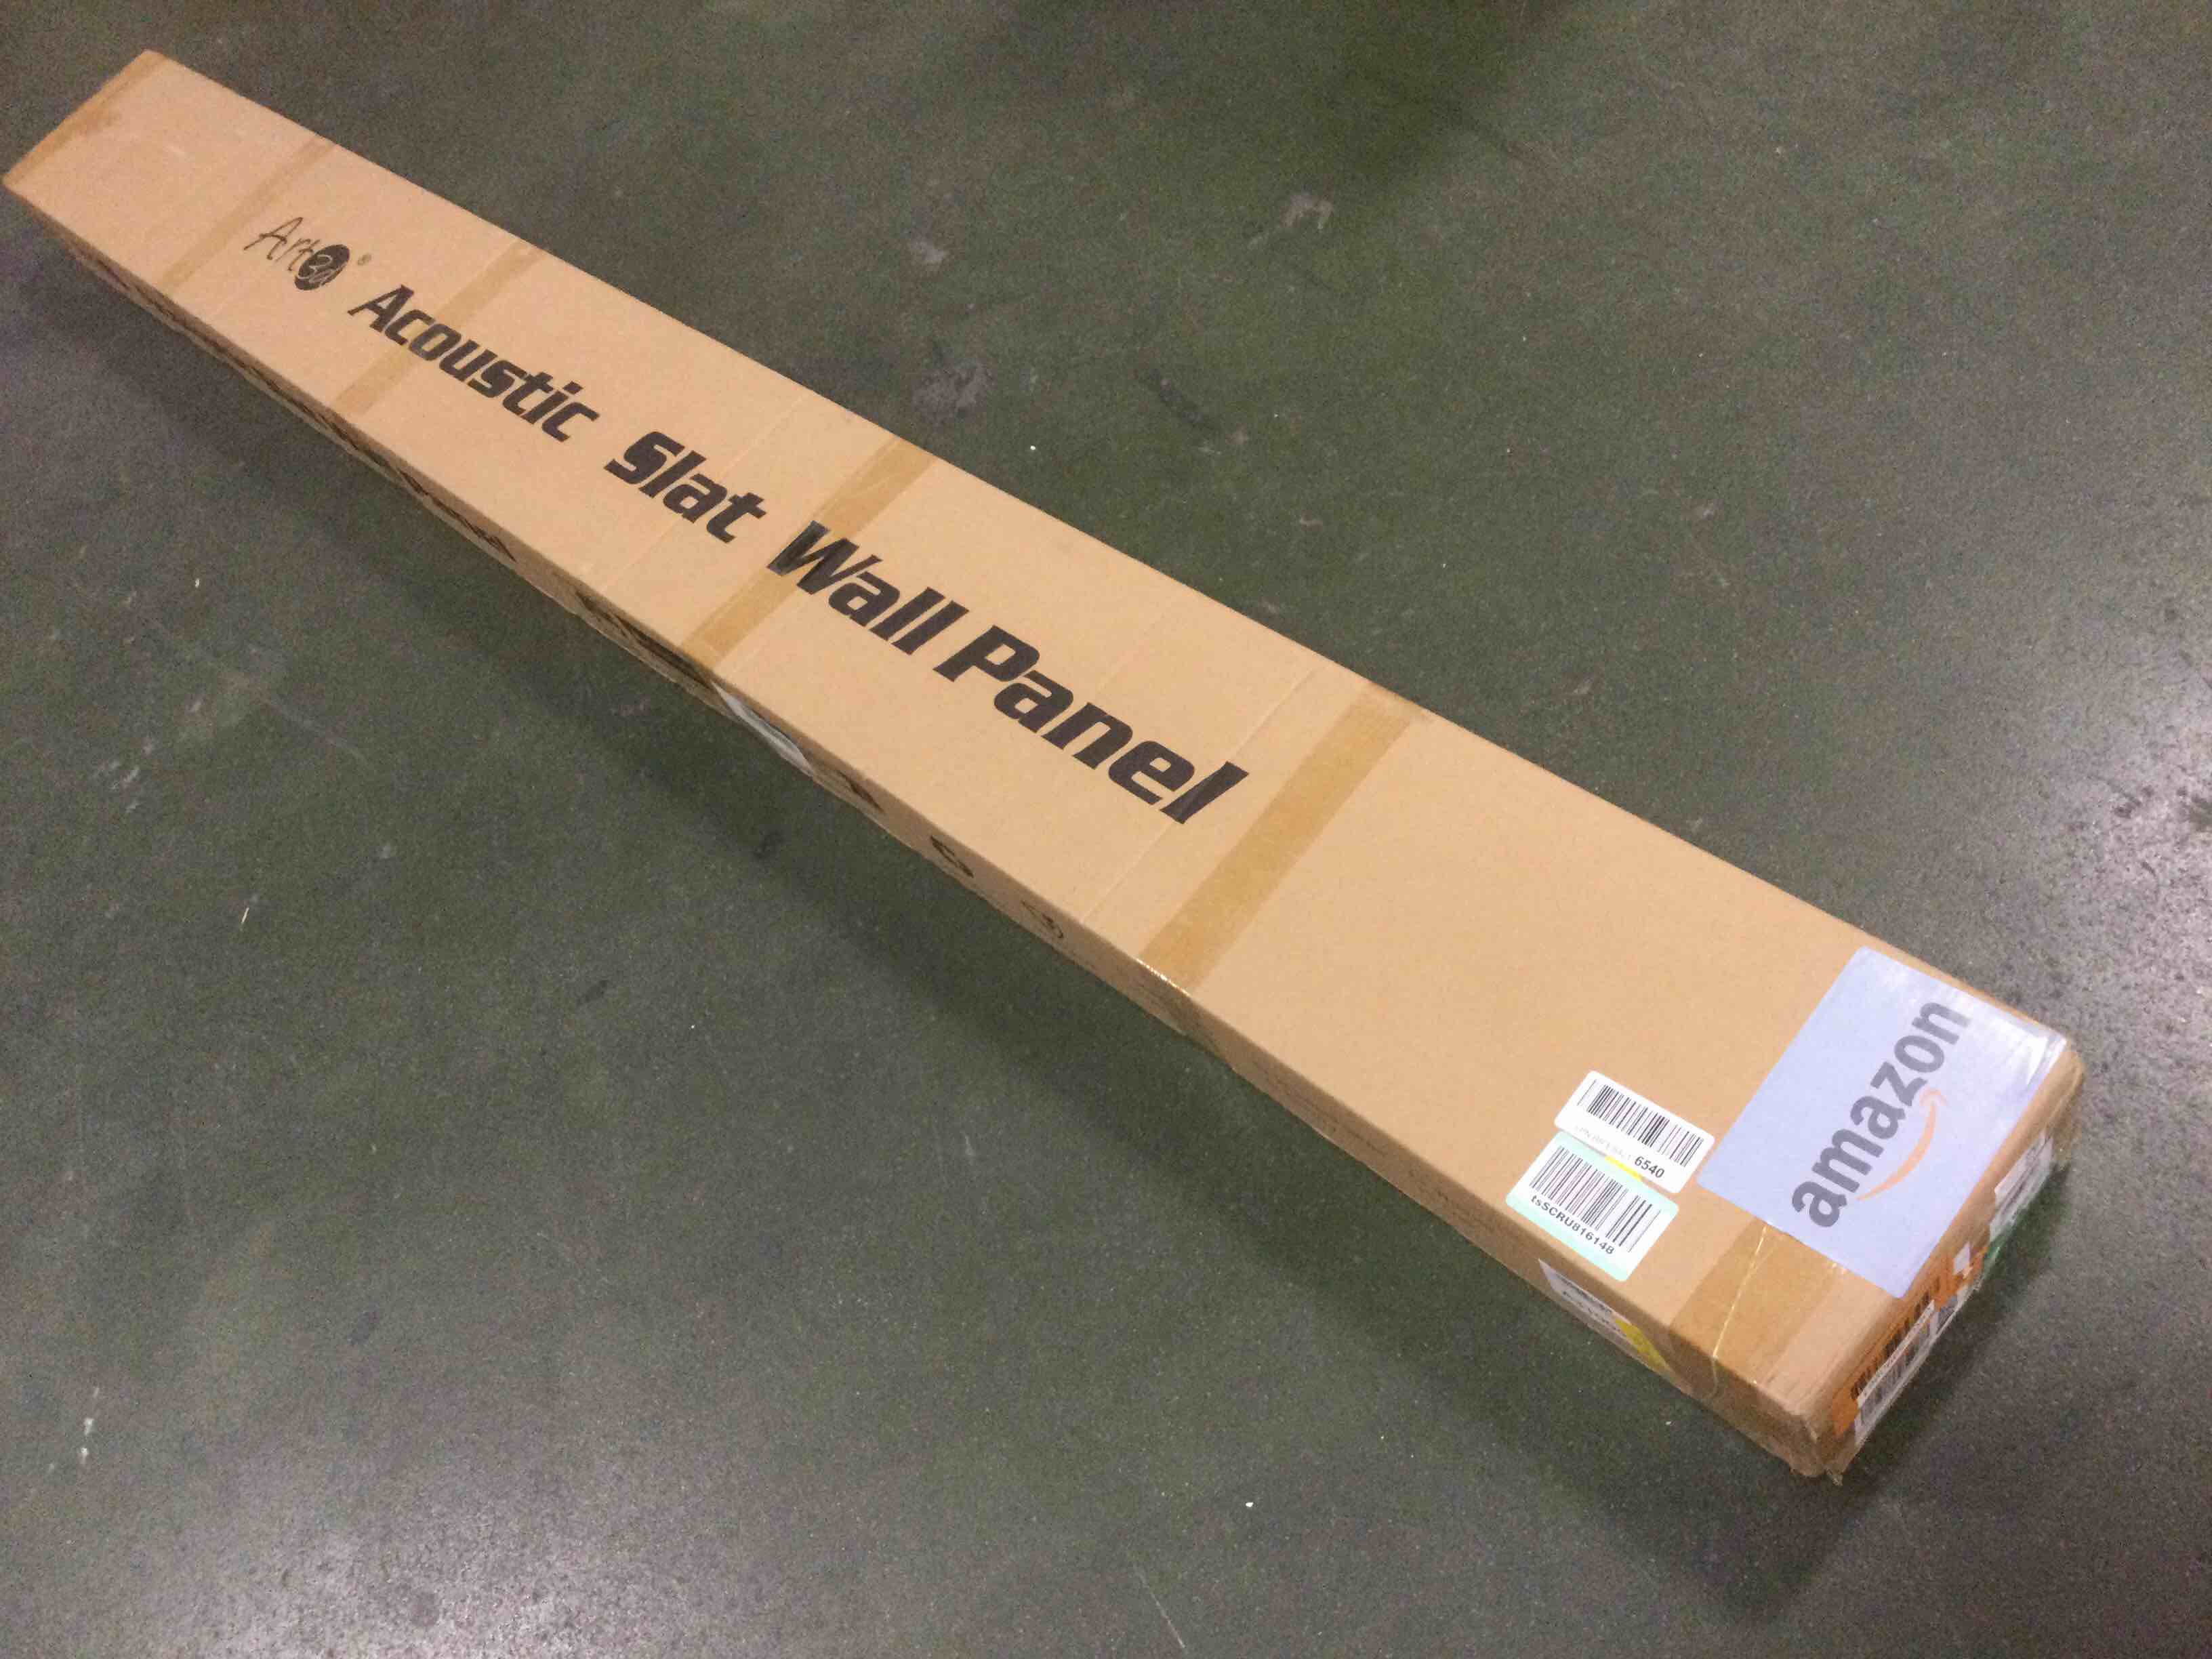 Art3d® Acoustic Slat Wall Panel
amazon
6540
tsSCRU816148